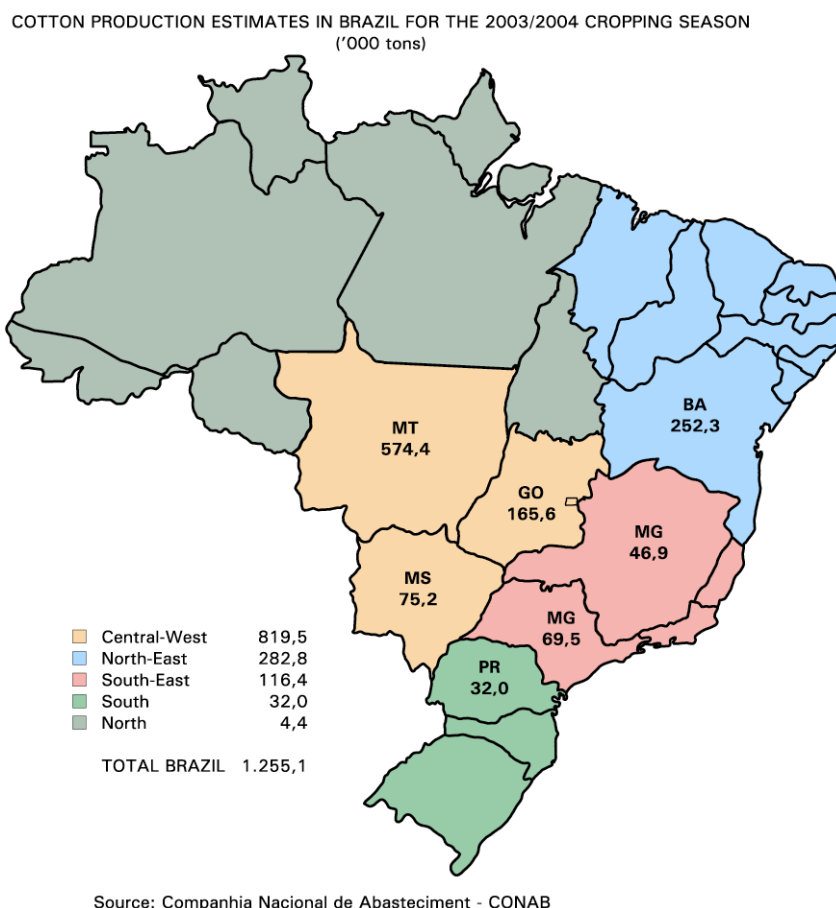 COTTON PRODUCTION ESTIMATES IN BRAZIL FOR THE 2003/2004 CROPPING SEASON
('000 tons)
MT
574,4
BA
252,3
GO
165,6
MG
46,9
MS
75,2
MG
69,5
PR
32,0
Central-West 819,5
North-East 282,8
South-East 116,4
South 32,0
North 4,4
TOTAL BRAZIL 1.255,1
Source: Companhia Nacional de Abasteciment - CONAB